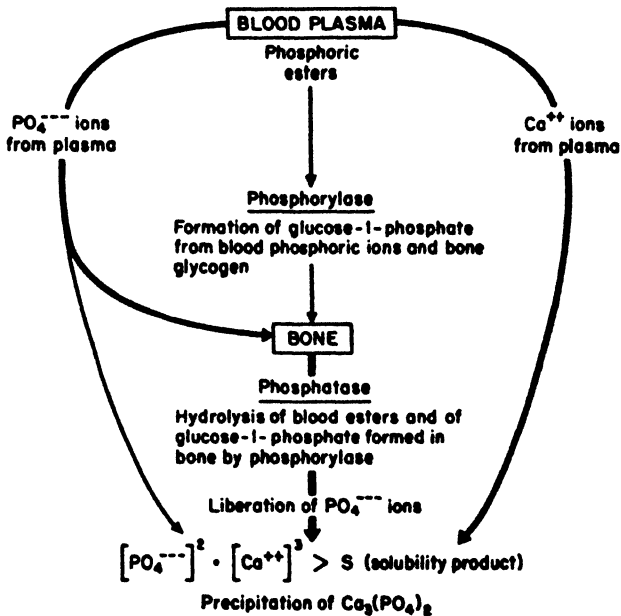 BLOOD PLASMA
Phosphoric
esters
PO₄--- ions
from plasma
Ca++ ions
from plasma
Phosphorylase
Formation of glucose-1-phosphate
from blood phosphoric ions and bone
glycogen
BONE
Phosphatase
Hydrolysis of blood esters and of
glucose-1-phosphate formed in
bone by phosphorylase
Liberation of PO₄--- ions
[PO₄---]² · [Ca++]³ > S (solubility product)
Precipitation of Ca₃(PO₄)₂